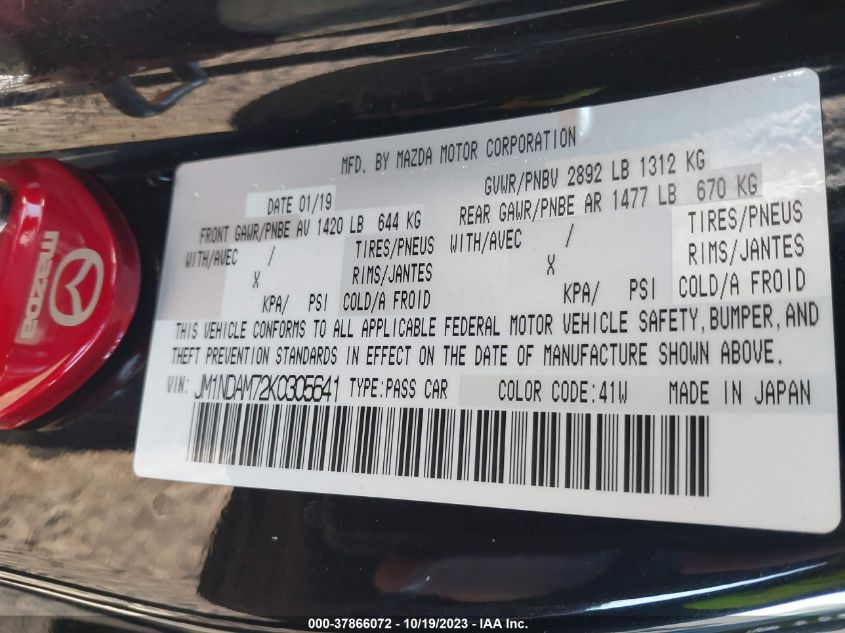 MFD. BY MAZDA MOTOR CORPORATION
DATE 01/19
GVWR/PNBV 2892 LB 1312 KG
FRONT GAWR/PNBE AV 1420 LB 644 KG
REAR GAWR/PNBE AR 1477 LB 670 KG
WITH/AVEC / TIRES/PNEUS WITH/AVEC / TIRES/PNEUS
X RIMS/JANTES X RIMS/JANTES
KPA/ PSI COLD/A FROID KPA/ PSI COLD/A FROID
THIS VEHICLE CONFORMS TO ALL APPLICABLE FEDERAL MOTOR VEHICLE SAFETY, BUMPER, AND
THEFT PREVENTION STANDARDS IN EFFECT ON THE DATE OF MANUFACTURE SHOWN ABOVE.
VIN: JM1NDAM72K0305641 TYPE:PASS CAR COLOR CODE:41W MADE IN JAPAN
mazda
000-37866072 - 10/19/2023 - IAA Inc.